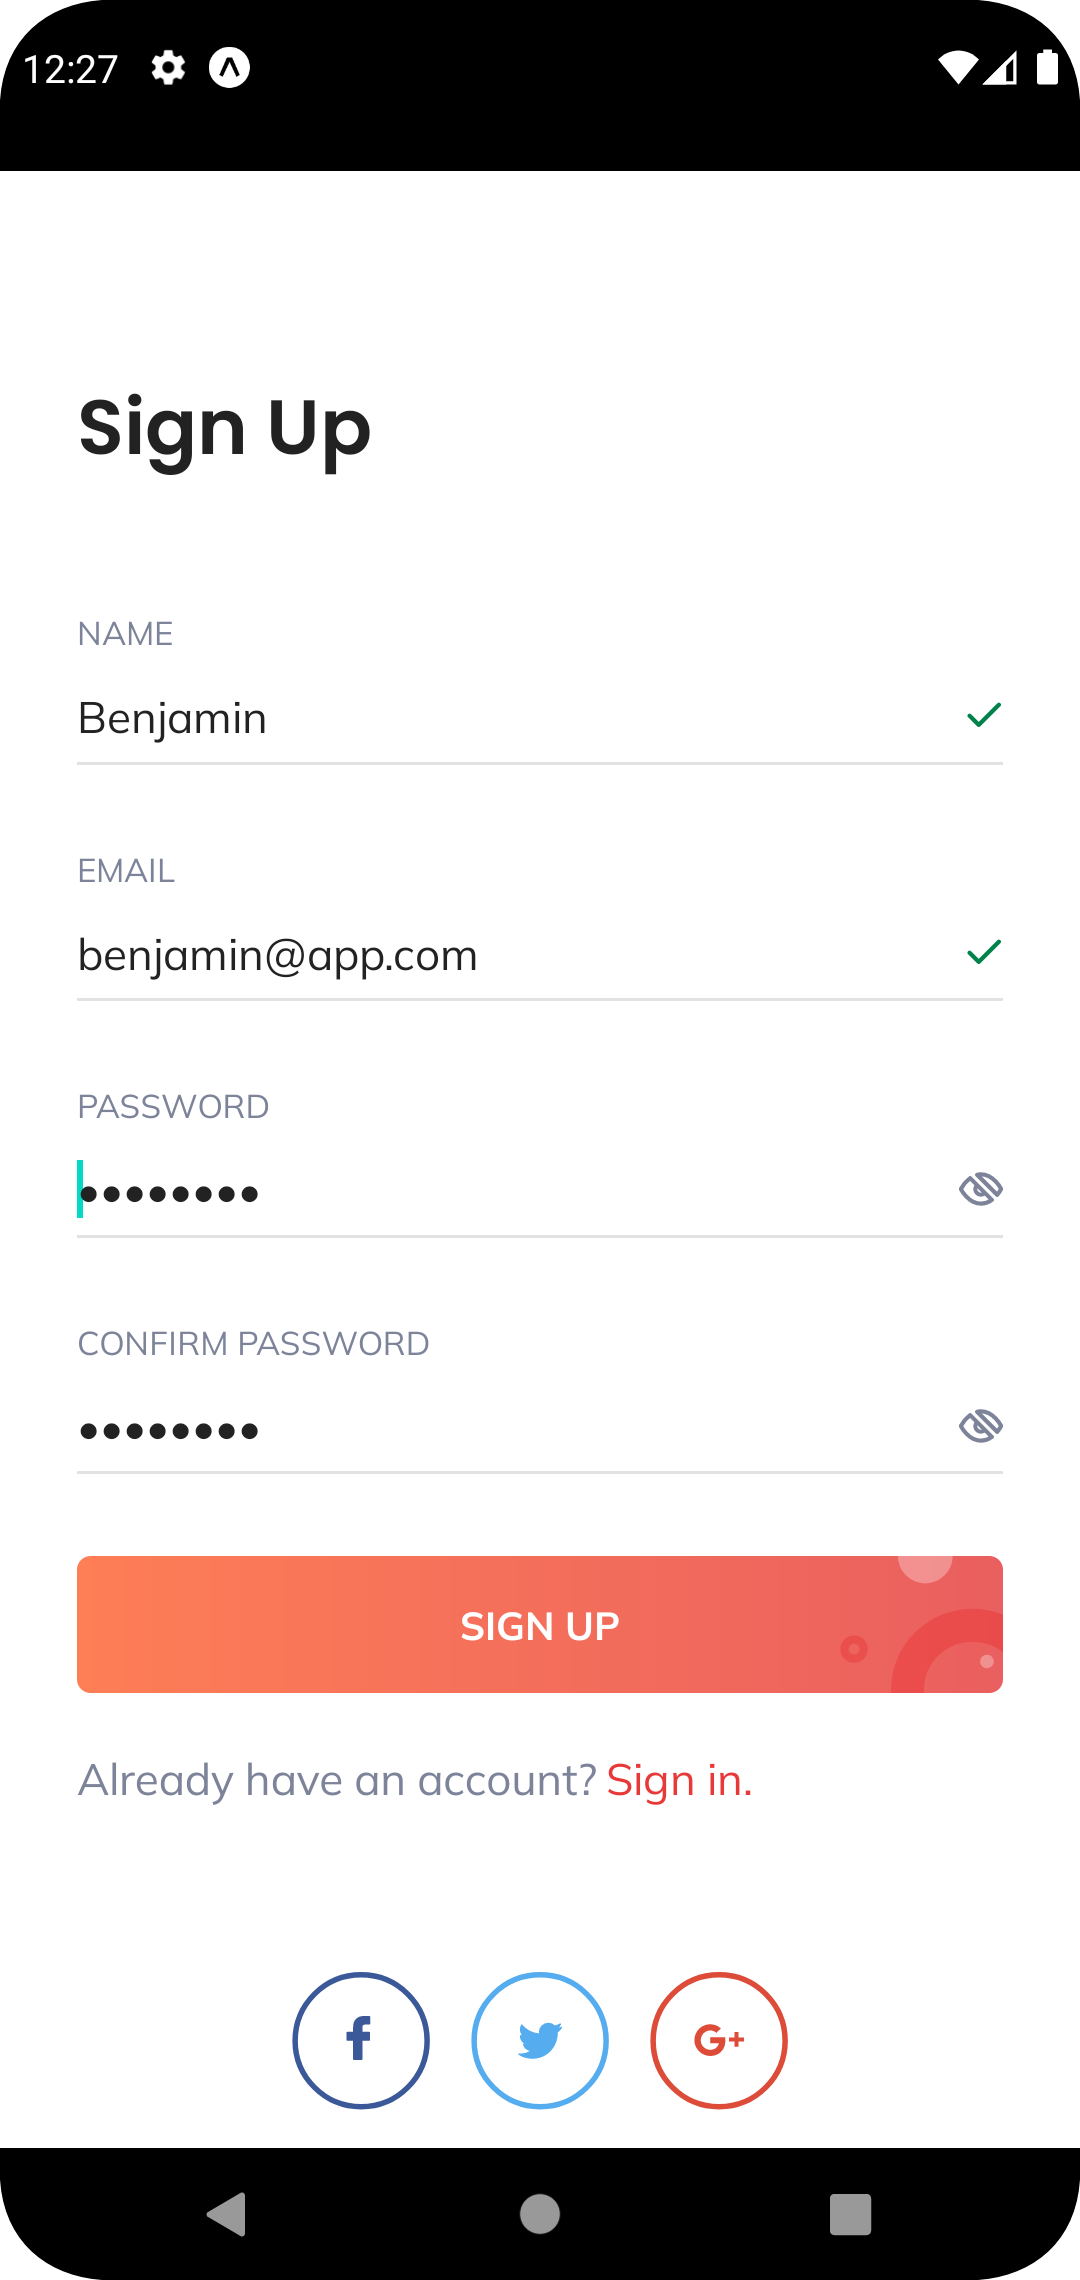 12:27
Sign Up
NAME
Benjamin
EMAIL
benjamin@app.com
PASSWORD
••••••••
CONFIRM PASSWORD
••••••••
SIGN UP
Already have an account? Sign in.
f
G+